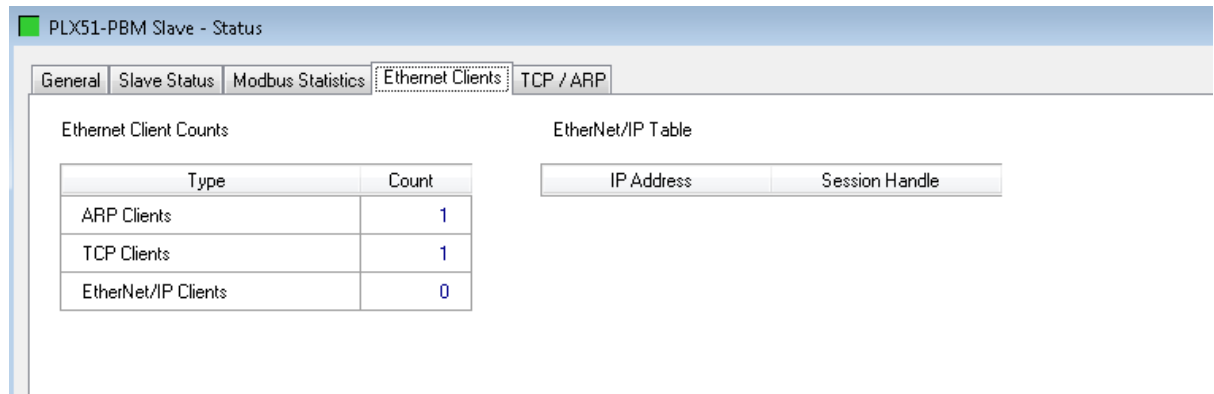 PLX51-PBM Slave - Status
General Slave Status Modbus Statistics Ethernet Clients TCP / ARP
Ethernet Client Counts EtherNet/IP Table
Type Count IP Address Session Handle
ARP Clients 1
TCP Clients 1
EtherNet/IP Clients 0